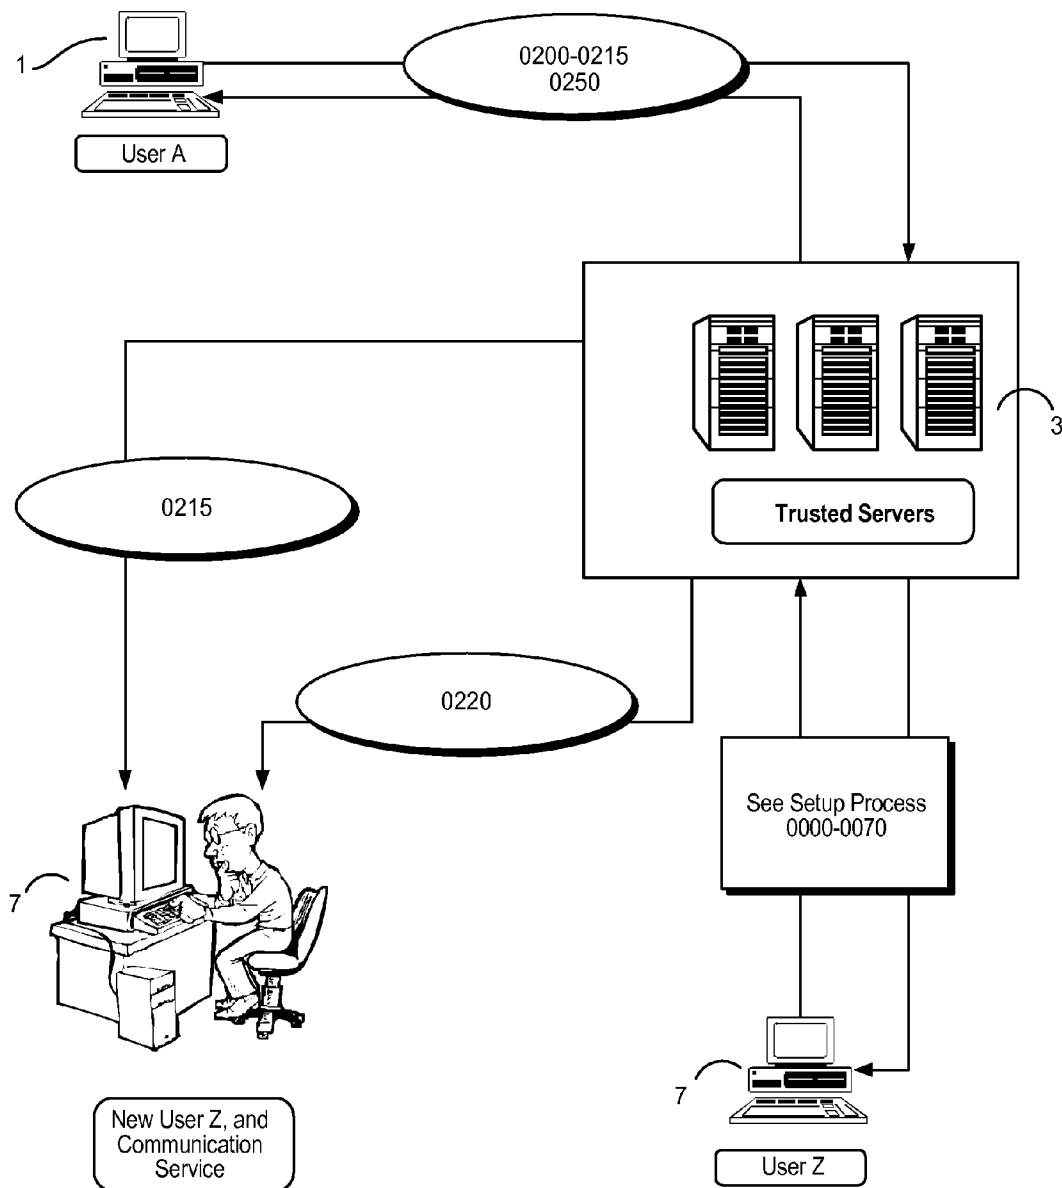 1
0200-0215
0250
User A
3
Trusted Servers
0215
0220
See Setup Process
0000-0070
7
7
New User Z, and
Communication
Service
User Z